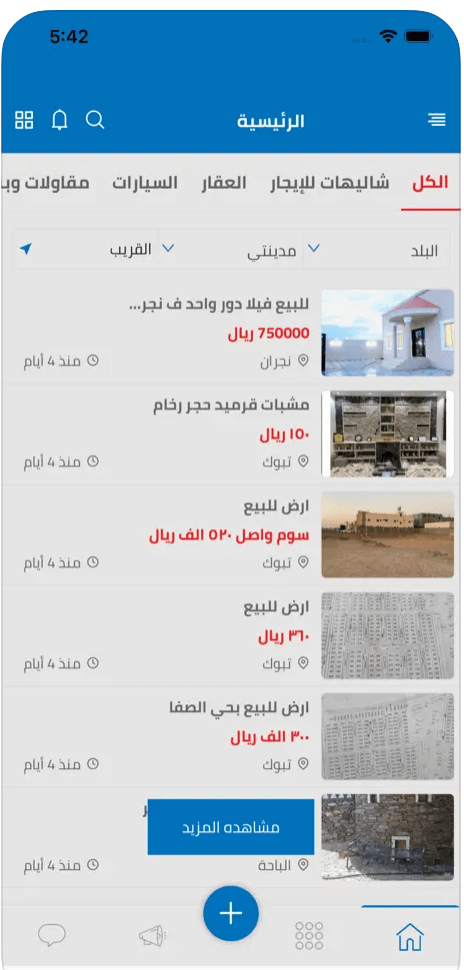 5:42
الرئيسية
الكل شاليهات للإيجار العقار السيارات مقاولات وبـ
البلد مدينتي القريب
للبيع فيلا دور واحد ف نجر...
750000 ريال
نجران منذ 4 أيام
مشبات قرميد حجر رخام
١٥٠ ريال
تبوك منذ 4 أيام
ارض للبيع
سوم واصل ٥٢٠ الف ريال
تبوك منذ 4 أيام
ارض للبيع
٣٦٠ ريال
تبوك منذ 4 أيام
ارض للبيع بحي الصفا
٣٠٠ الف ريال
تبوك منذ 4 أيام
مشاهده المزيد
الباحة منذ 4 أيام